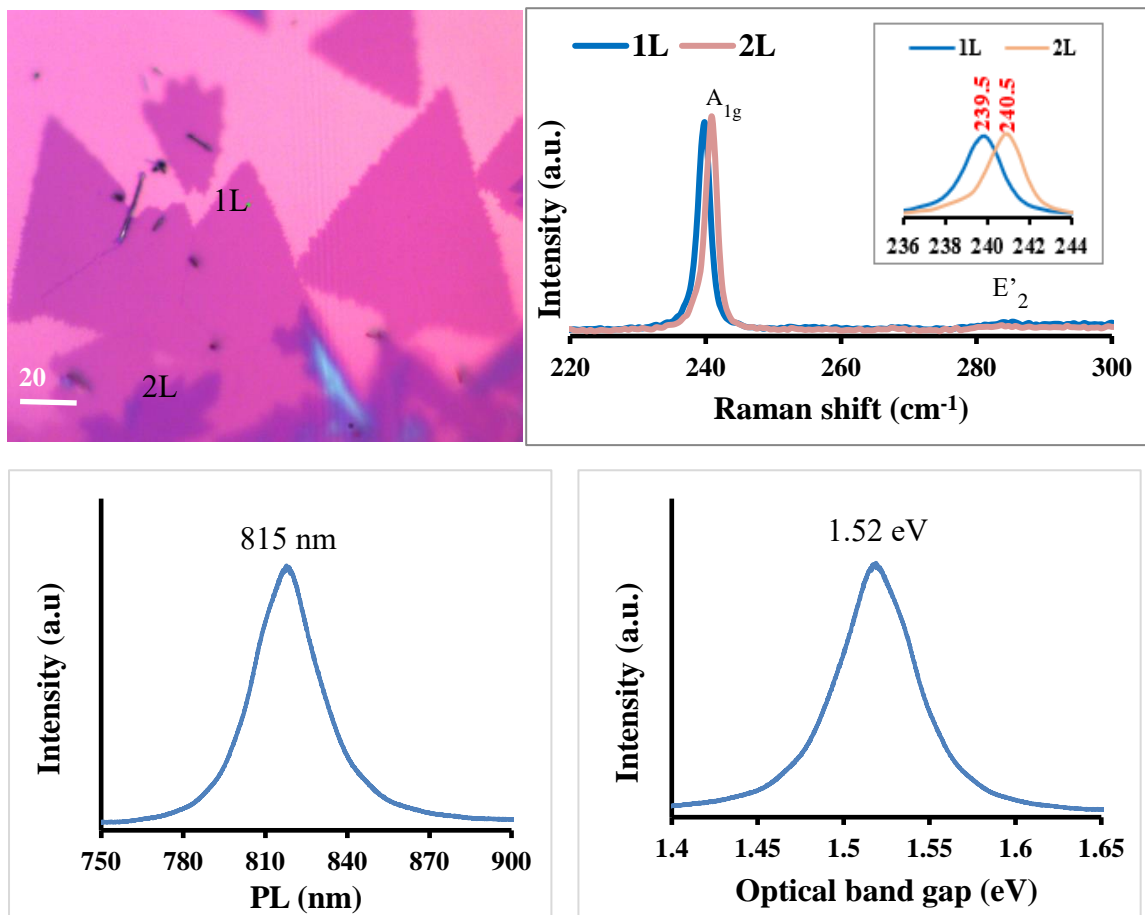 1L
2L
20
1L 2L
A1g
1L 2L
239.5
240.5
236 238 240 242 244
E’2
Intensity (a.u.)
220 240 260 280 300
Raman shift (cm-1)
815 nm
Intensity (a.u)
750 780 810 840 870 900
PL (nm)
1.52 eV
Intensity (a.u.)
1.4 1.45 1.5 1.55 1.6 1.65
Optical band gap (eV)